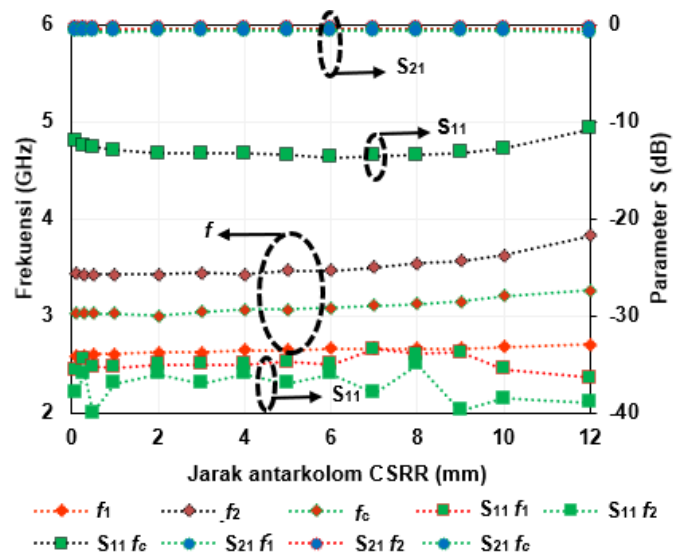 6 0
S21
5 -10
S11
Frekuensi (GHz)
Parameter S (dB)
4 -20
f
3 -30
S11
2 -40
0 2 4 6 8 10 12
Jarak antarkolom CSRR (mm)
f1 f2 fc S11 f1 S11 f2
S11 fc S21 f1 S21 f2 S21 fc